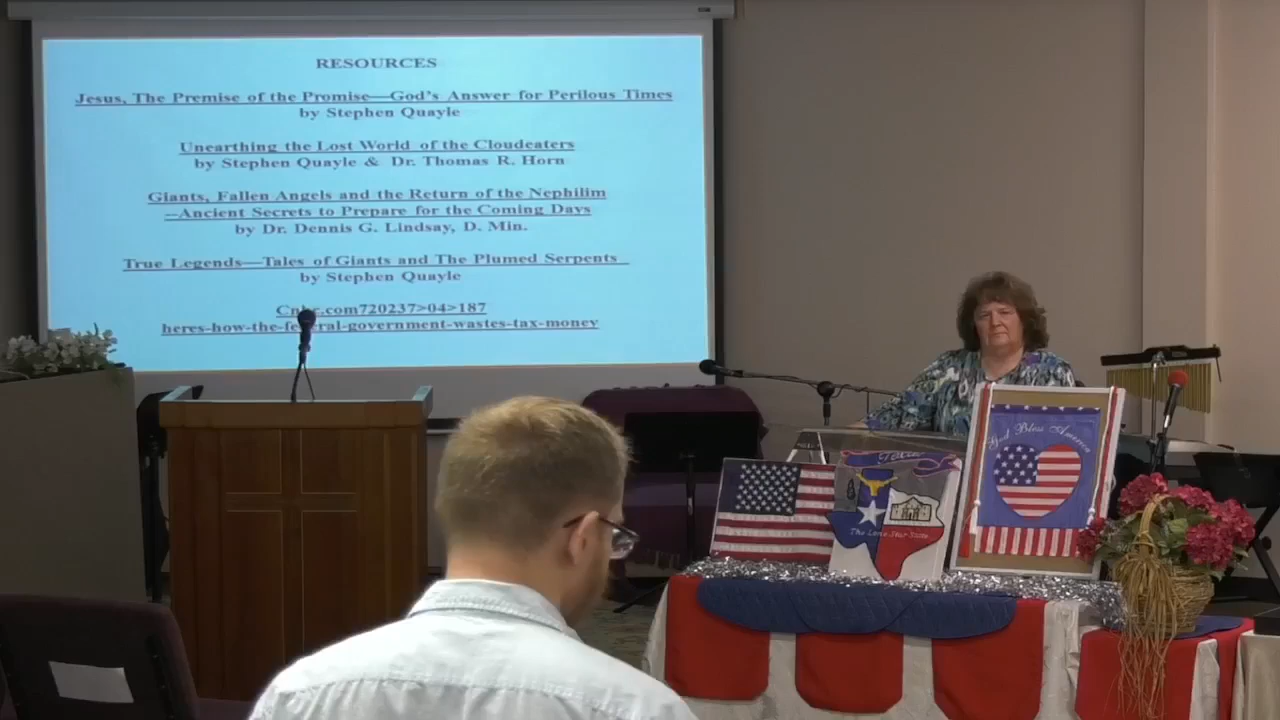 RESOURCES
Jesus, The Premise of the Promise—God's Answer for Perilous Times
by Stephen Quayle
Unearthing the Lost World of the Cloudeaters
by Stephen Quayle & Dr. Thomas R. Horn
Giants, Fallen Angels and the Return of the Nephilim
--Ancient Secrets to Prepare for the Coming Days
by Dr. Dennis G. Lindsay, D. Min.
True Legends—Tales of Giants and The Plumed Serpents
by Stephen Quayle
.com720237>04>187
heres-how-the-federal-government-wastes-tax-money
God Bless America
Texas
The Lone Star State